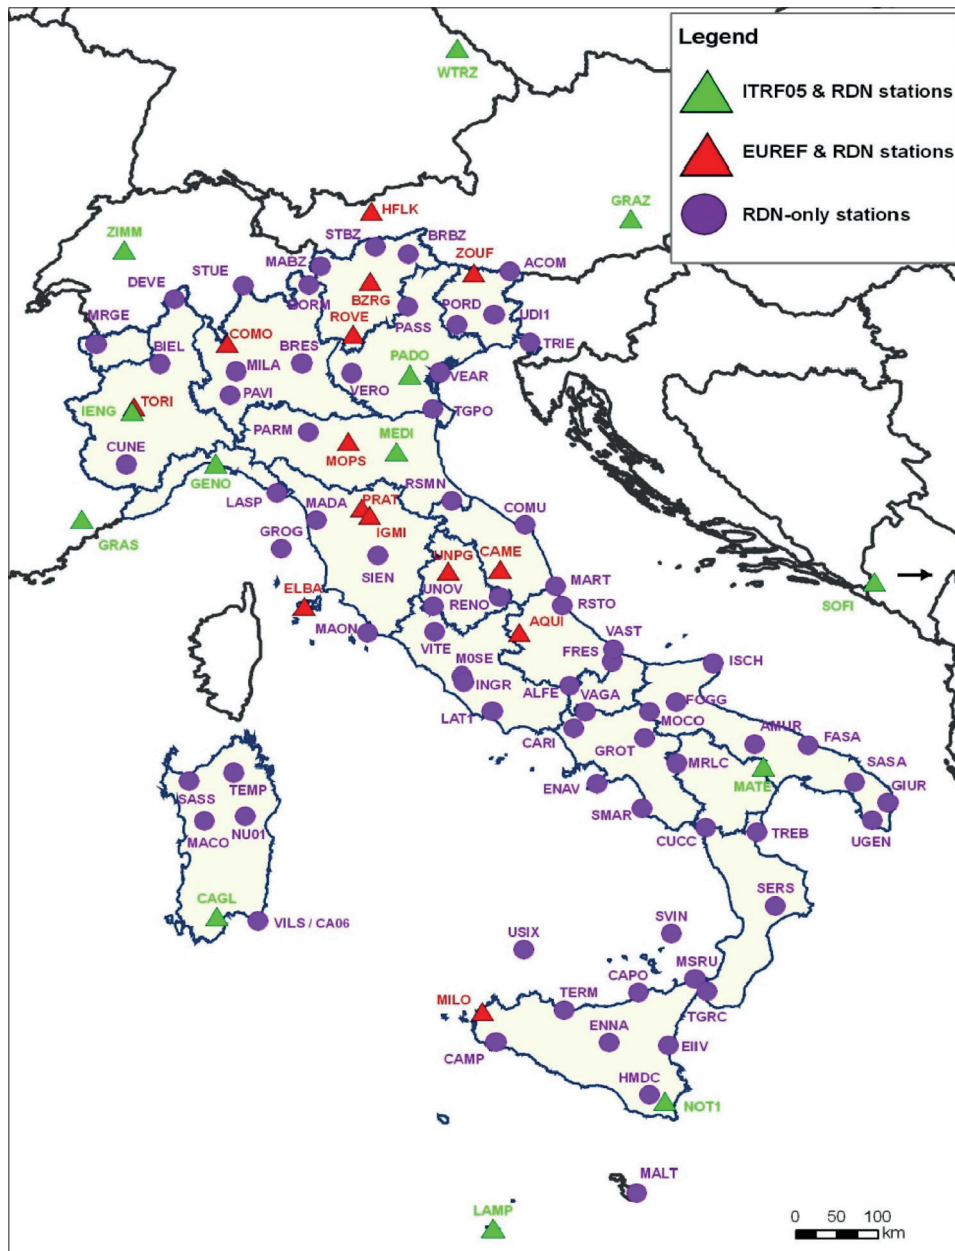 Legend
ITRF05 & RDN stations
EUREF & RDN stations
RDN-only stations
WTRZ
HFLK
GRAZ
ZIMM
STBZ
BRBZ
ZOUF
ACOM
MABZ
STUE
DEVE
BORM
BZRG
PORD
UDI1
MRGE
ROVE
PASS
COMO
TRIE
BIEL
BRES
PADO
MILA
VERO
VEAR
TORI
IENG
PAVI
TGPO
PARM
MEDI
CUNE
MOPS
GENO
RSMN
LASP
MADA
PRAT
COMU
GRAS
GROG
IGMI
UNPG
CAME
SIEN
ELBA
UNOV
RENO
MART
RSTO
SOFI
MAON
VITE
AQUI
VAST
FRES
ISCH
M0SE
INGR
ALFE
VAGA
FOGG
LAT1
MOCO
AMUR
CARI
GROT
FASA
MRLC
SASA
MATE
ENAV
GIUR
SMAR
UGEN
CUCC
TREB
SASS
TEMP
MACO
NU01
SERS
CAGL
VILS / CA06
SVIN
USIX
MSRU
CAPO
MILO
TERM
TGRC
ENNA
CAMP
EIIV
HMDC
NOT1
MALT
LAMP
0 50 100
km